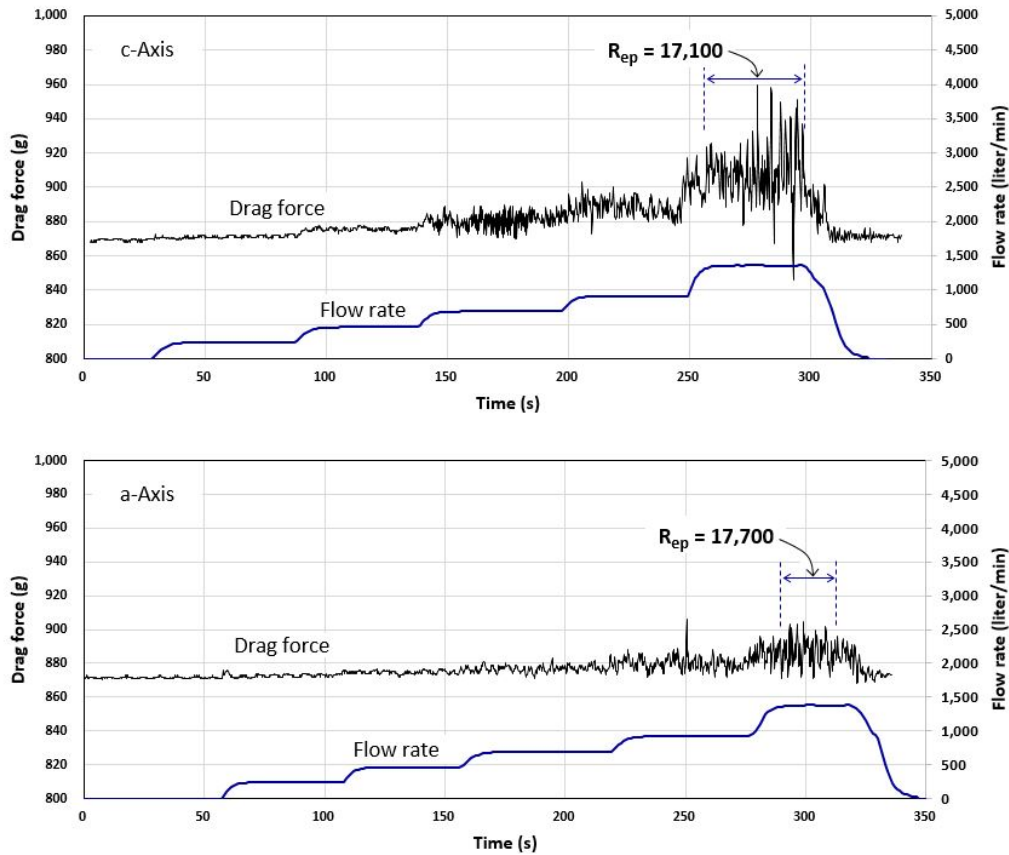 c-Axis
R_ep = 17,100
Drag force
Flow rate
Drag force (g)
1,000
980
960
940
920
900
880
860
840
820
800
Flow rate (liter/min)
5,000
4,500
4,000
3,500
3,000
2,500
2,000
1,500
1,000
500
0
0 50 100 150 200 250 300 350
Time (s)
a-Axis
R_ep = 17,700
Drag force
Flow rate
Drag force (g)
1,000
980
960
940
920
900
880
860
840
820
800
Flow rate (liter/min)
5,000
4,500
4,000
3,500
3,000
2,500
2,000
1,500
1,000
500
0
0 50 100 150 200 250 300 350
Time (s)